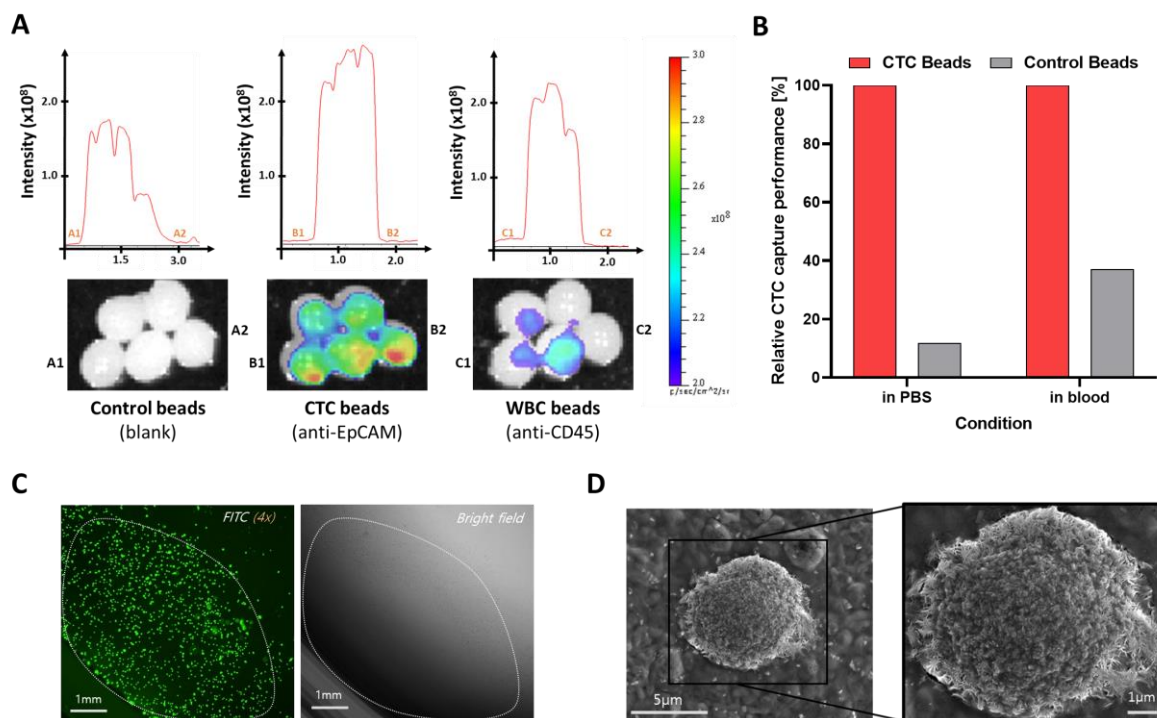 A
Intensity (x10⁸)
2.0
1.0
A1
A2
1.5
3.0
Intensity (x10⁸)
2.0
1.0
B1
B2
1.0
2.0
Intensity (x10⁸)
2.0
1.0
C1
C2
1.0
2.0
3.0
2.8
2.6
2.4
2.2
2.0
x10⁸
A1
A2
B1
B2
C1
C2
Control beads
(blank)
CTC beads
(anti-EpCAM)
WBC beads
(anti-CD45)
B
CTC Beads
Control Beads
Relative CTC capture performance [%]
100
80
60
40
20
0
in PBS
in blood
Condition
C
FITC (4x)
1mm
Bright field
1mm
D
5μm
1μm